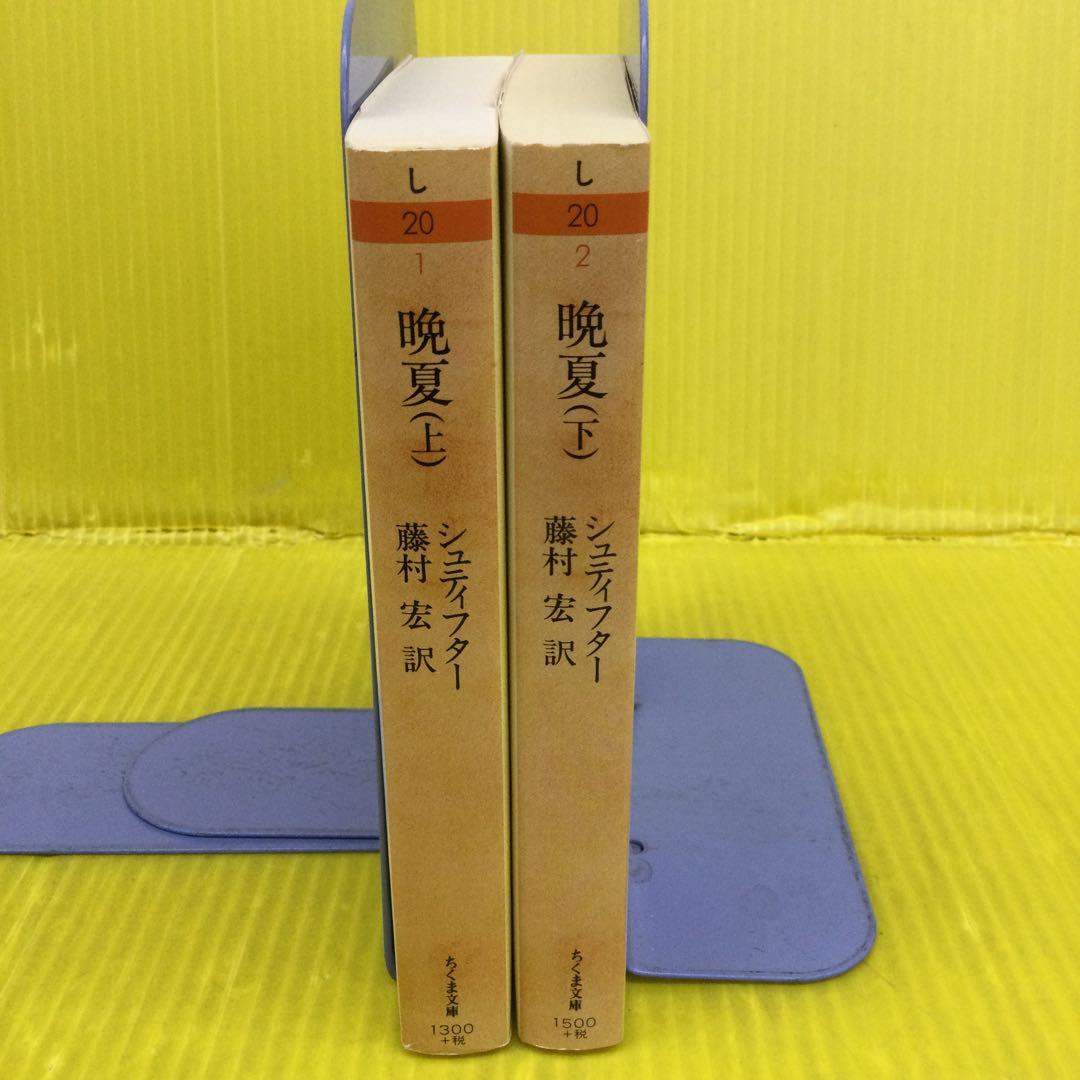 し
20
1
晩夏(上)
シュティフター
藤村 宏 訳
ちくま文庫
1300
+税
し
20
2
晩夏(下)
シュティフター
藤村 宏 訳
ちくま文庫
1500
+税